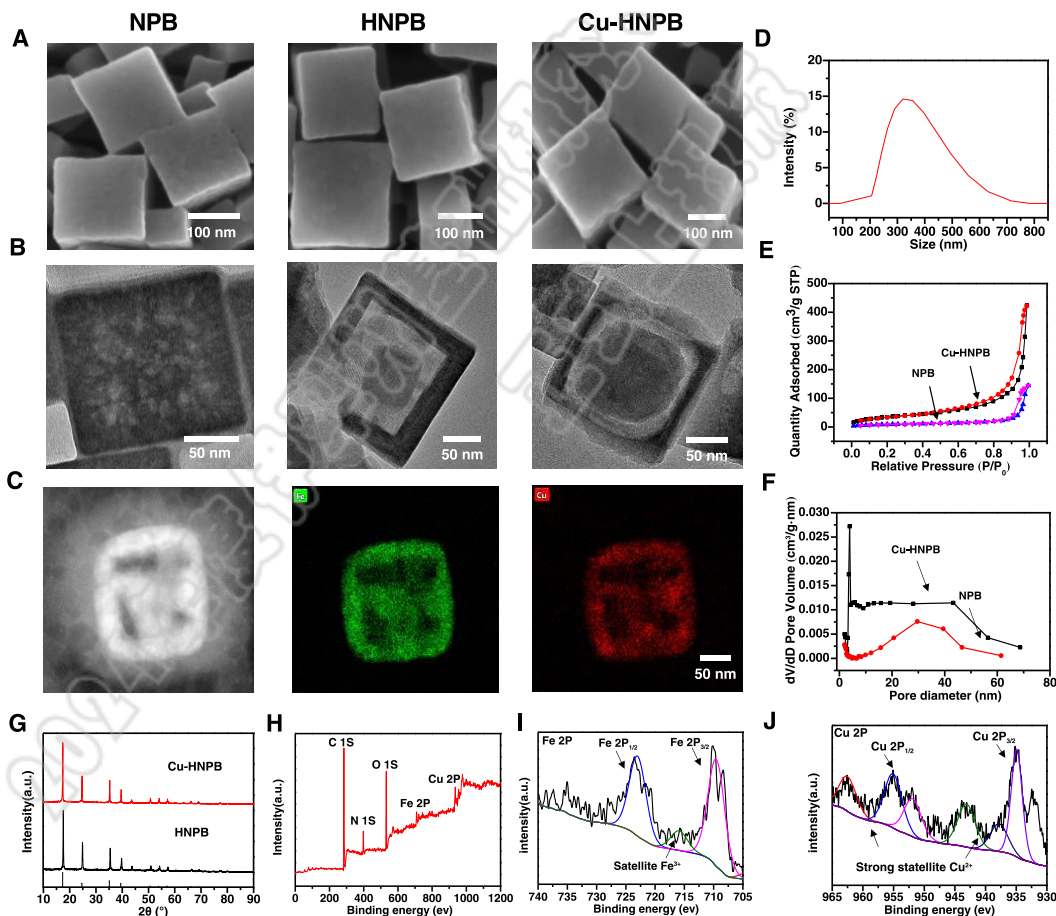 NPB
HNPB
Cu-HNPB
A
100 nm
100 nm
100 nm
B
50 nm
50 nm
50 nm
C
Fe
Cu
50 nm
D
Intensity (%)
20
15
10
5
0
100 200 300 400 500 600 700 800
Size (nm)
E
Quantity Adsorbed (cm³/g STP)
500
400
300
200
100
0
Cu-HNPB
NPB
0.0 0.2 0.4 0.6 0.8 1.0
Relative Pressure (P/P₀)
F
dV/dD Pore Volume (cm³/g·nm)
0.030
0.025
0.020
0.015
0.010
0.005
0.000
Cu-HNPB
NPB
0 20 40 60 80
Pore diameter (nm)
G
Intensity(a.u.)
Cu-HNPB
HNPB
10 20 30 40 50 60 70 80 90
2θ (°)
H
Intensity(a.u.)
C 1S
O 1S
N 1S
Fe 2P
Cu 2P
0 200 400 600 800 1000 1200
Binding energy (ev)
I
Intensity(a.u.)
Fe 2P
Fe 2P₁/₂
Fe 2P₃/₂
Satellite Fe³⁺
740 735 730 725 720 715 710 705
Binding energy (ev)
J
Intensity(a.u.)
Cu 2P
Cu 2P₁/₂
Cu 2P₃/₂
Strong statellite Cu²⁺
965 960 955 950 945 940 935 930
Binding energy (ev)